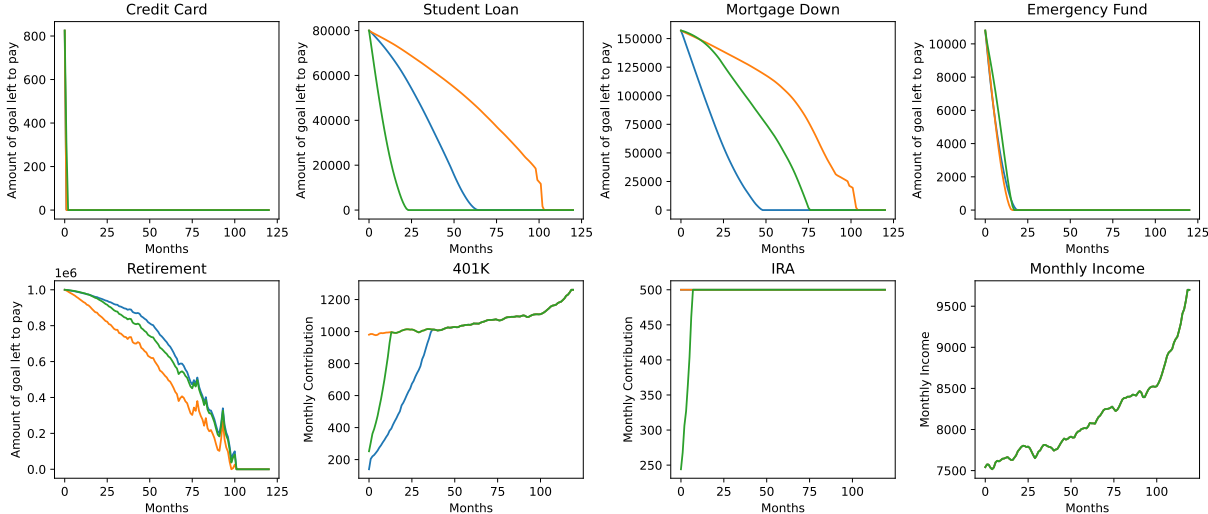 Credit Card
Amount of goal left to pay
800
600
400
200
0
0 25 50 75 100 125
Months
Student Loan
Amount of goal left to pay
80000
60000
40000
20000
0
0 25 50 75 100 125
Months
Mortgage Down
Amount of goal left to pay
150000
125000
100000
75000
50000
25000
0
0 25 50 75 100 125
Months
Emergency Fund
Amount of goal left to pay
10000
8000
6000
4000
2000
0
0 25 50 75 100 125
Months
Retirement
1e6
Amount of goal left to pay
1.0
0.8
0.6
0.4
0.2
0.0
0 25 50 75 100 125
Months
401K
Monthly Contribution
1200
1000
800
600
400
200
0 25 50 75 100
Months
IRA
Monthly Contribution
500
450
400
350
300
250
0 25 50 75 100
Months
Monthly Income
Monthly Income
9500
9000
8500
8000
7500
0 25 50 75 100
Months